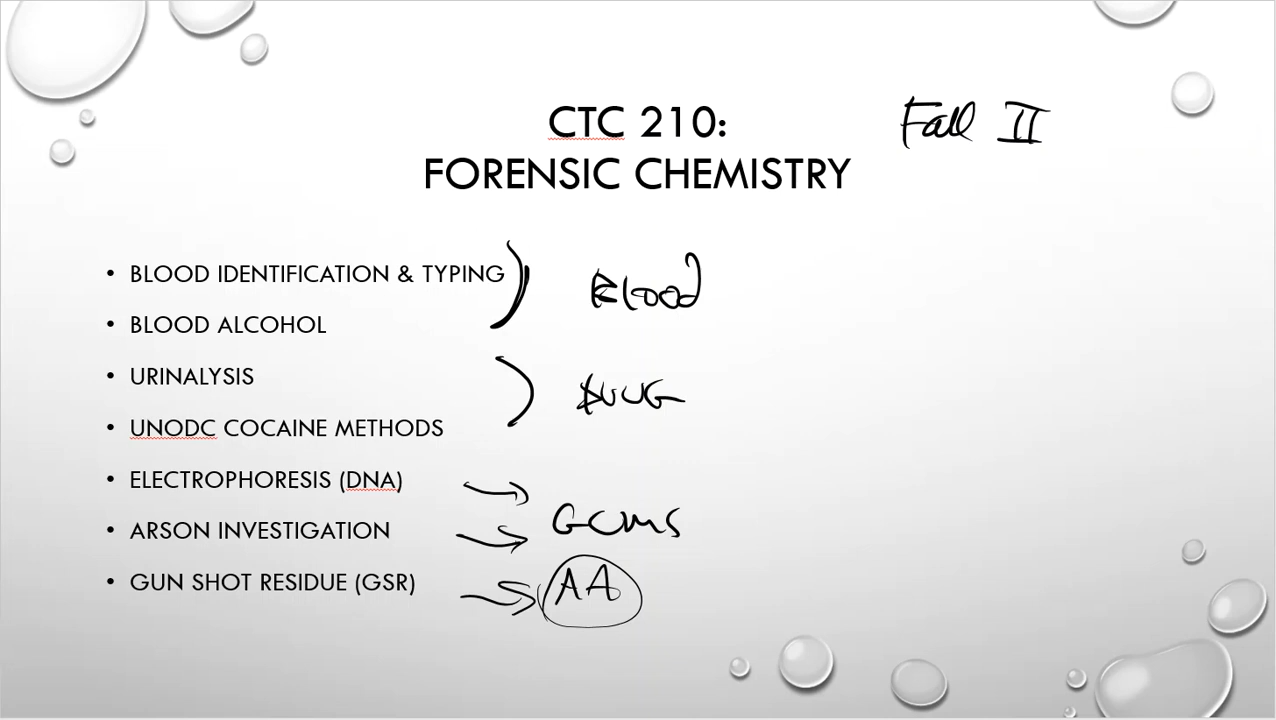 CTC 210:
Fall II
FORENSIC CHEMISTRY
• BLOOD IDENTIFICATION & TYPING
Blood
• BLOOD ALCOHOL
• URINALYSIS
DRUG
• UNODC COCAINE METHODS
• ELECTROPHORESIS (DNA)
• ARSON INVESTIGATION
GCMS
• GUN SHOT RESIDUE (GSR)
AA